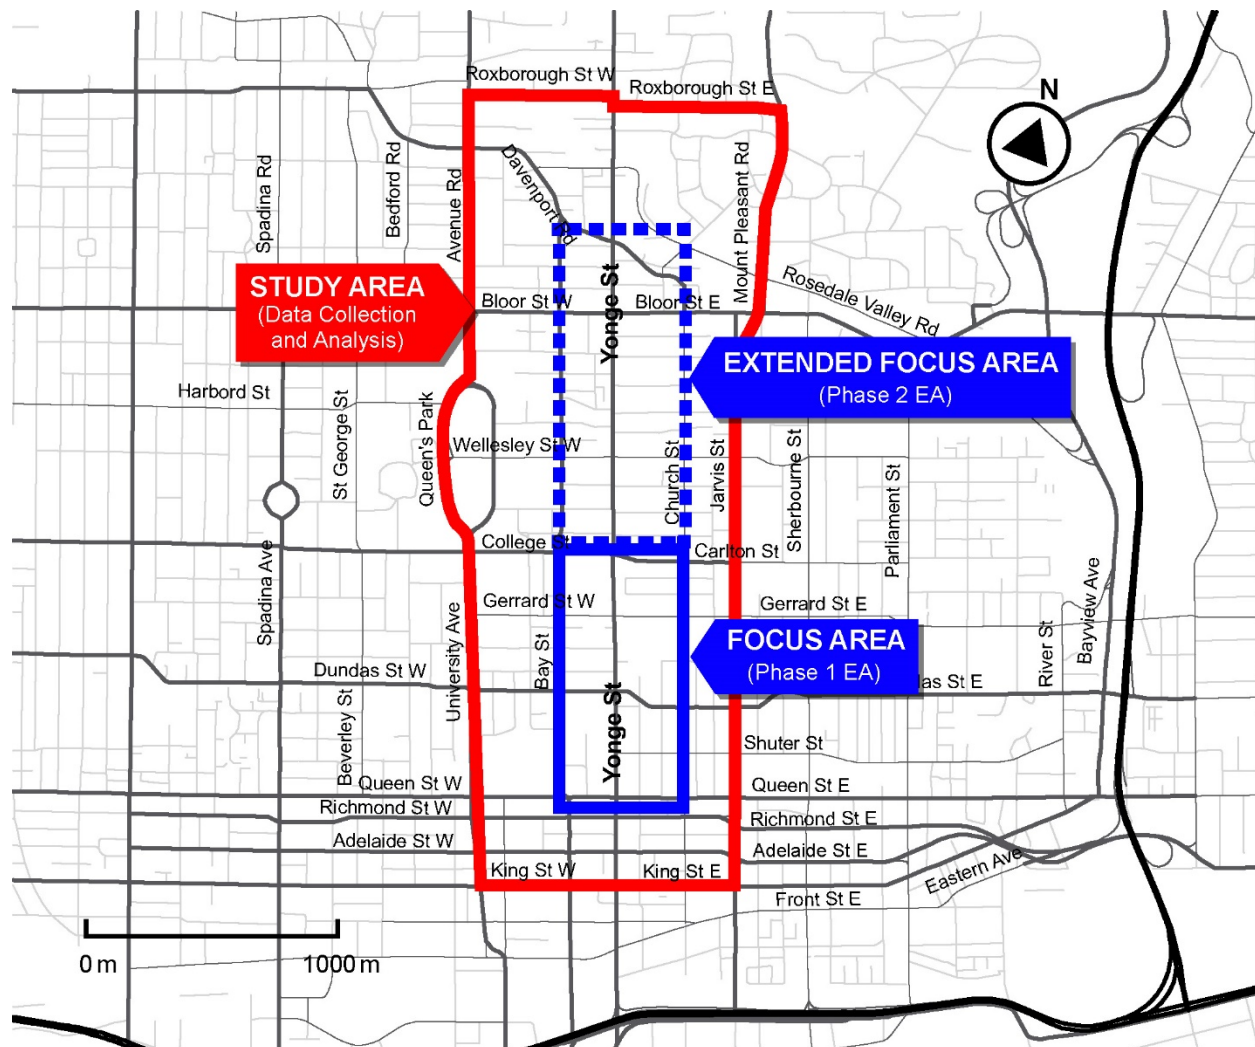 Roxborough St W
Roxborough St E
N
Spadina Rd
Bedford Rd
Avenue Rd
Davenport Rd
Mount Pleasant Rd
STUDY AREA
(Data Collection
and Analysis)
Bloor St W
Yonge St
Bloor St E
Rosedale Valley Rd
EXTENDED FOCUS AREA
(Phase 2 EA)
Harbord St
St George St
Queen's Park
Wellesley St W
Church St
Jarvis St
Sherbourne St
Parliament St
College St
Carlton St
Spadina Ave
Gerrard St W
Gerrard St E
University Ave
Bay St
FOCUS AREA
(Phase 1 EA)
River St
Bayview Ave
Dundas St W
las St E
Beverley St
Yonge St
Shuter St
Queen St W
Queen St E
Richmond St W
Richmond St E
Adelaide St W
Adelaide St E
King St W
King St E
Eastern Ave
Front St E
0 m
1000 m